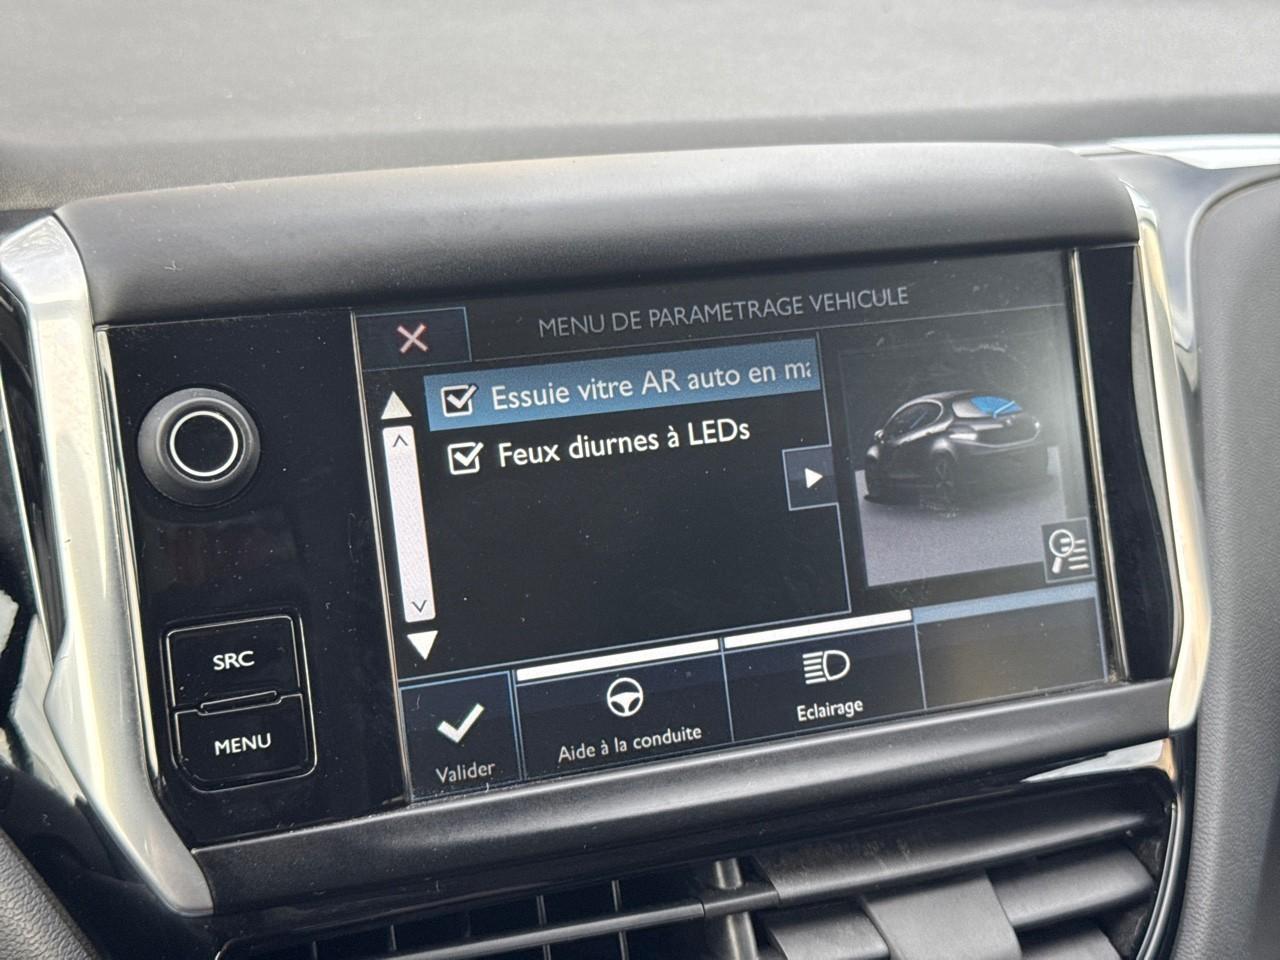 MENU DE PARAMETRAGE VEHICULE
Essuie vitre AR auto en ma
Feux diurnes à LEDs
SRC
MENU
Valider
Aide à la conduite
Eclairage